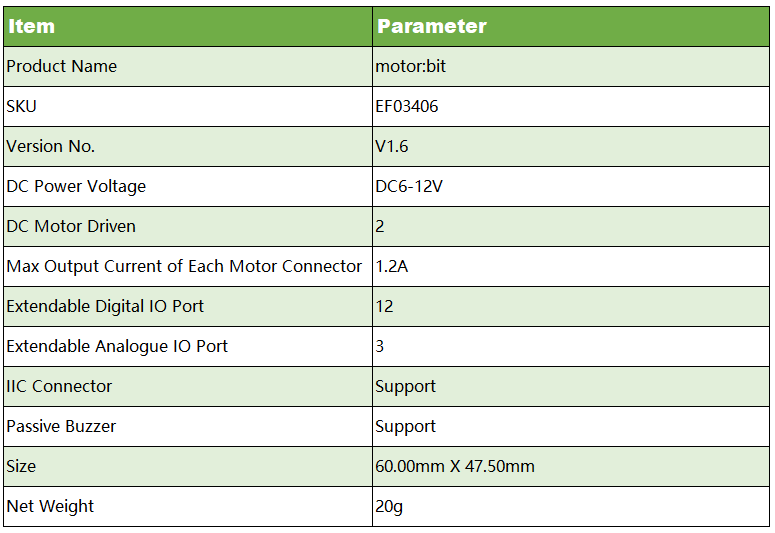 Item Parameter
Product Name motor:bit
SKU EF03406
Version No. V1.6
DC Power Voltage DC6-12V
DC Motor Driven 2
Max Output Current of Each Motor Connector 1.2A
Extendable Digital IO Port 12
Extendable Analogue IO Port 3
IIC Connector Support
Passive Buzzer Support
Size 60.00mm X 47.50mm
Net Weight 20g